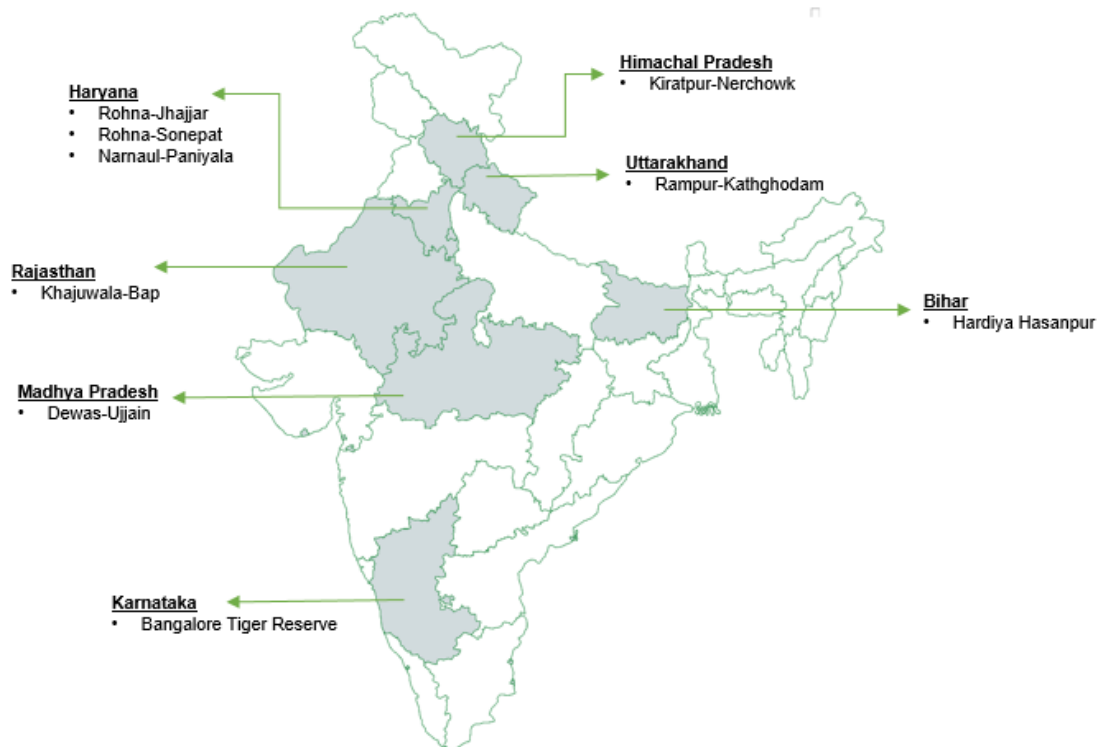 Himachal Pradesh
• Kiratpur-Nerchowk
Haryana
• Rohna-Jhajjar
• Rohna-Sonepat
• Narnaul-Paniyala
Uttarakhand
• Rampur-Kathghodam
Rajasthan
• Khajuwala-Bap
Bihar
• Hardiya Hasanpur
Madhya Pradesh
• Dewas-Ujjain
Karnataka
• Bangalore Tiger Reserve